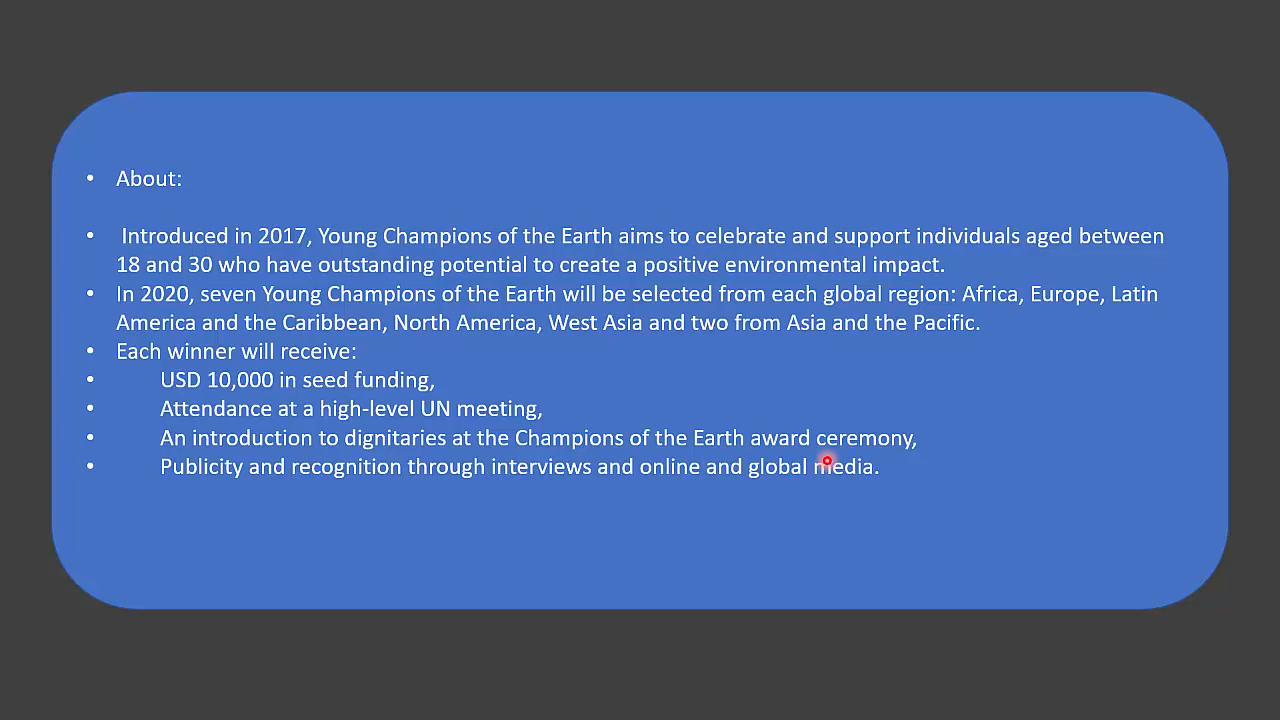 • About:
• Introduced in 2017, Young Champions of the Earth aims to celebrate and support individuals aged between
18 and 30 who have outstanding potential to create a positive environmental impact.
• In 2020, seven Young Champions of the Earth will be selected from each global region: Africa, Europe, Latin
America and the Caribbean, North America, West Asia and two from Asia and the Pacific.
• Each winner will receive:
• USD 10,000 in seed funding,
• Attendance at a high-level UN meeting,
• An introduction to dignitaries at the Champions of the Earth award ceremony,
• Publicity and recognition through interviews and online and global media.